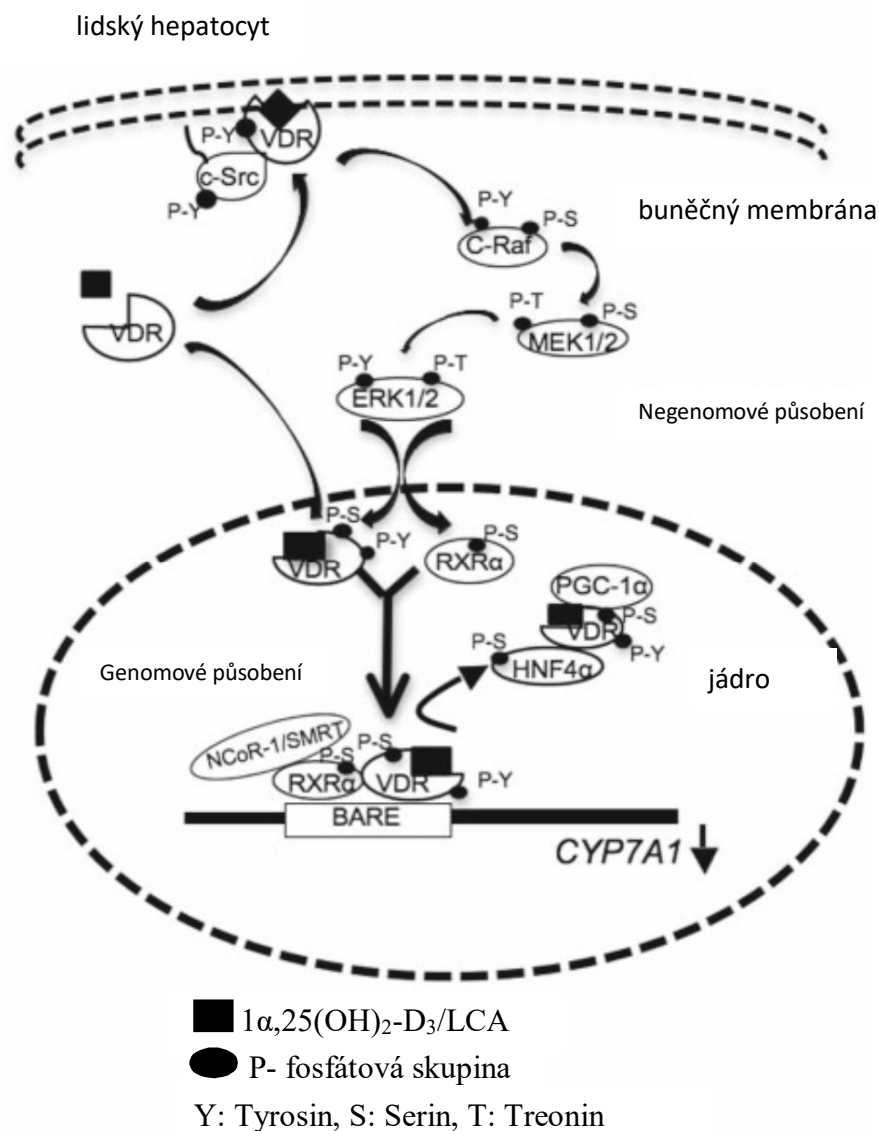 lidský hepatocyt
P-Y
VDR
c-Src
P-Y
P-Y
P-S
C-Raf
buněčný membrána
VDR
P-T
P-S
MEK1/2
P-Y
P-T
ERK1/2
Negenomové působení
P-S
P-Y
VDR
P-S
RXRα
PGC-1α
P-S
VDR
P-Y
P-S
HNF4α
Genomové působení
jádro
NCoR-1/SMRT
P-S
P-S
RXRα
VDR
P-Y
BARE
CYP7A1
1α,25(OH)₂-D₃/LCA
P- fosfátová skupina
Y: Tyrosin, S: Serin, T: Treonin